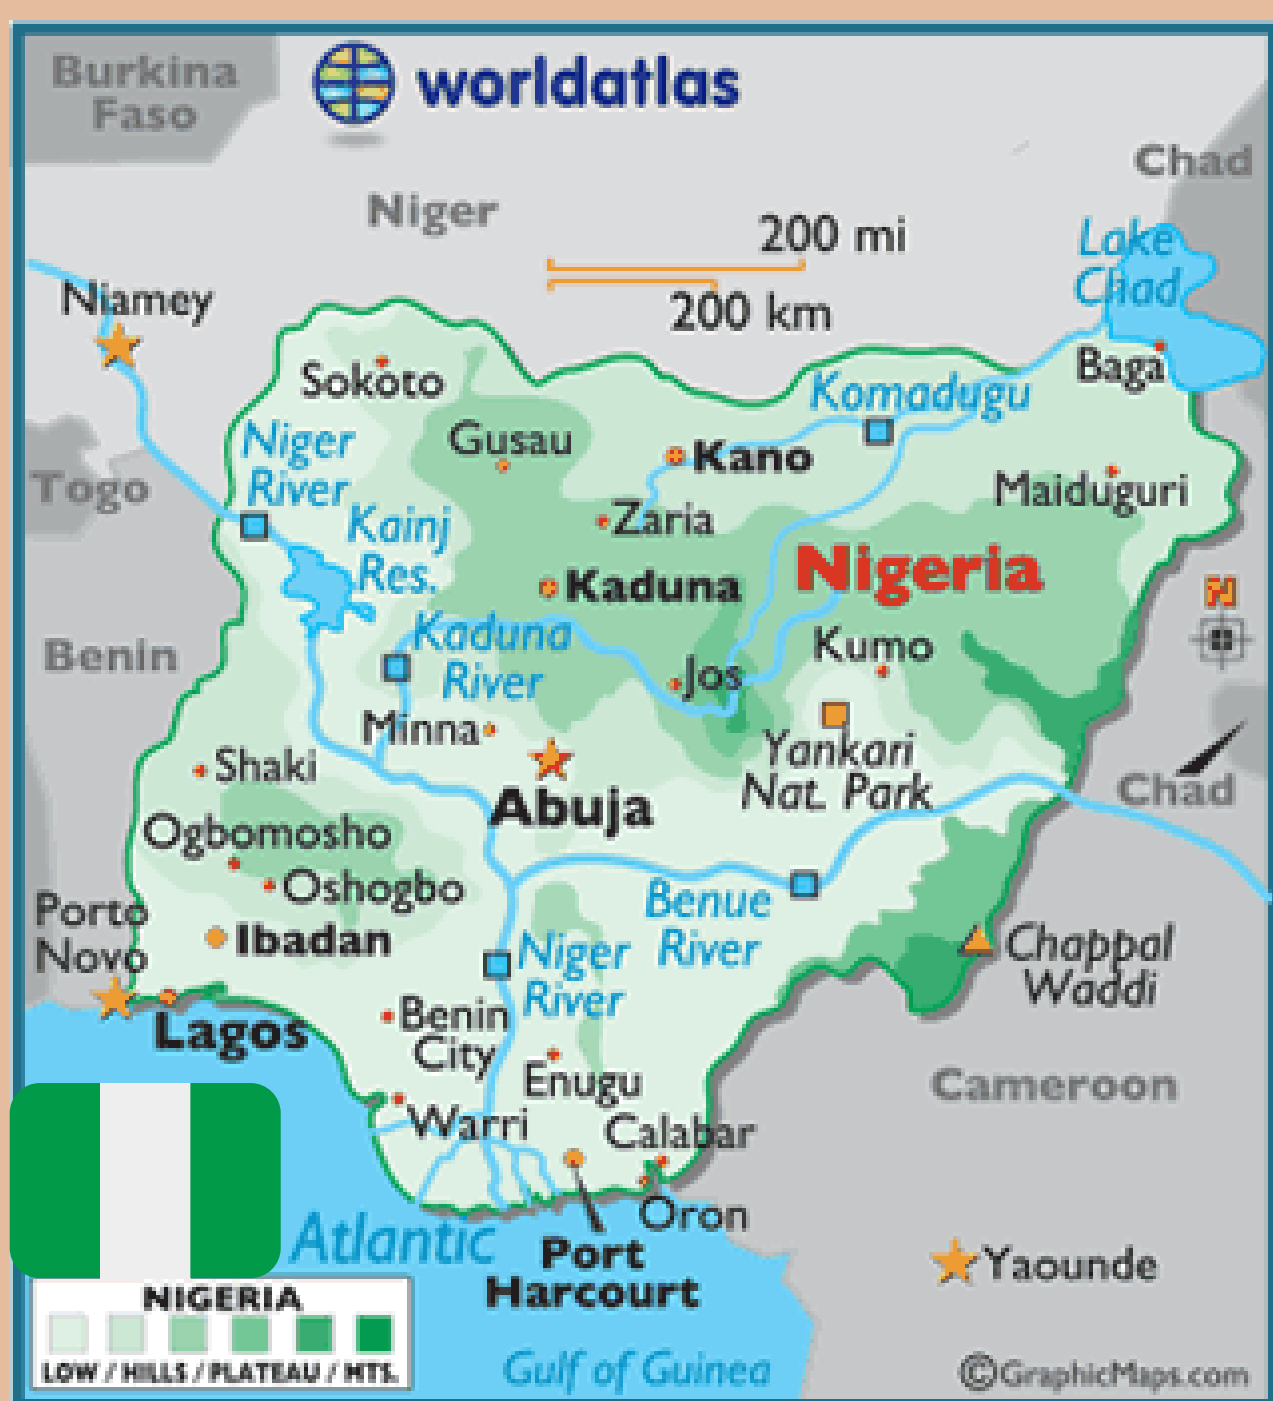 Burkina
Faso
worldatlas
Chad
Niger
200 mi
200 km
Lake
Chad
Niamey
Baga
Sokoto
Komadugu
Gusau
Niger
River
Kano
Togo
Maiduguri
Zaria
Kainj
Res.
Nigeria
Kaduna
N
Kaduna
River
Kumo
Benin
Jos
Minna
Yankari
Nat. Park
Shaki
Chad
Abuja
Ogbomosho
Oshogbo
Benue
River
Porto
Novo
Ibadan
Niger
River
Chappal
Waddi
Lagos
Benin
City
Enugu
Cameroon
Warri
Calabar
Oron
Atlantic
Port
Harcourt
Yaounde
NIGERIA
LOW / HILLS / PLATEAU / MTS.
Gulf of Guinea
©GraphicMaps.com